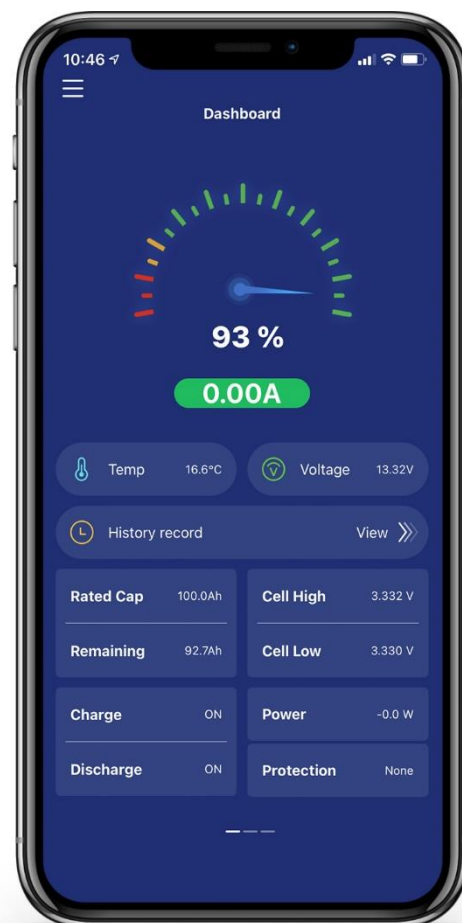 10:46
Dashboard
93 %
0.00A
Temp 16.6°C
Voltage 13.32V
History record View
Rated Cap 100.0Ah
Cell High 3.332 V
Remaining 92.7Ah
Cell Low 3.330 V
Charge ON
Power -0.0 W
Discharge ON
Protection None